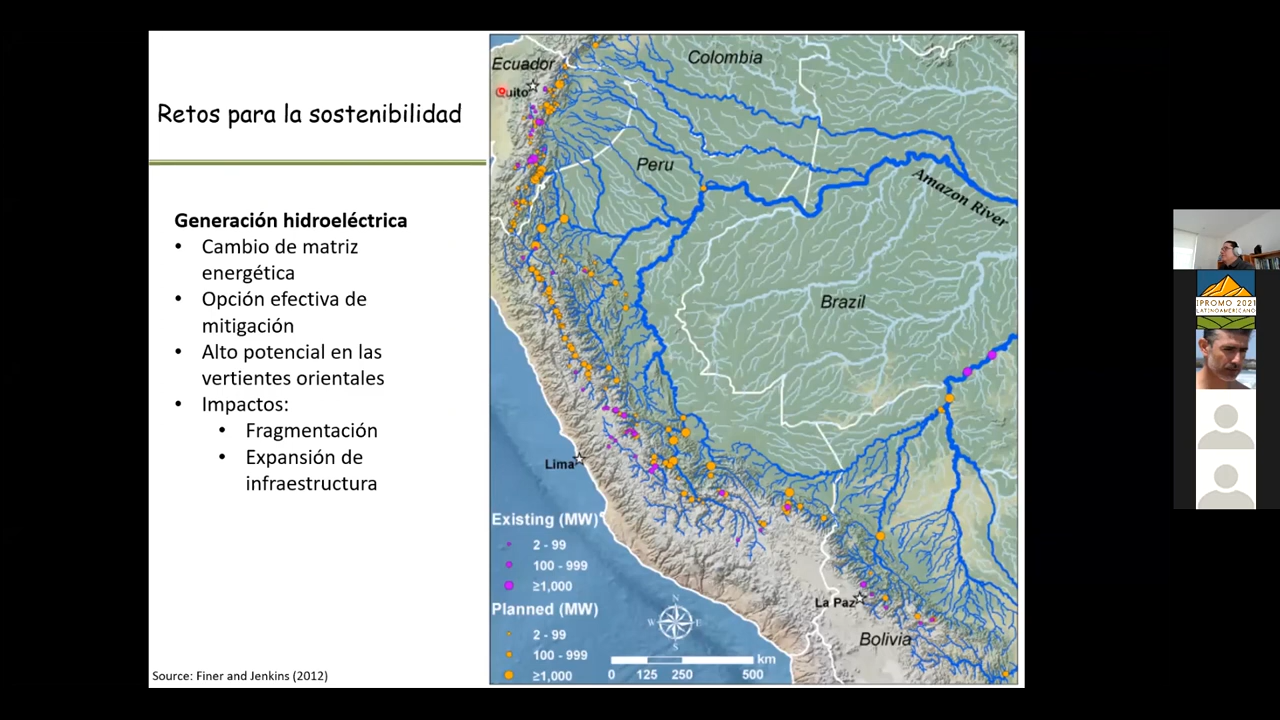 Retos para la sostenibilidad
Generación hidroeléctrica
• Cambio de matriz
energética
• Opción efectiva de
mitigación
• Alto potencial en las
vertientes orientales
• Impactos:
• Fragmentación
• Expansión de
infraestructura
Source: Finer and Jenkins (2012)
Ecuador
Quito
Colombia
Peru
Amazon River
Brazil
Lima
La Paz
Bolivia
Existing (MW)
2 - 99
100 - 999
≥1,000
Planned (MW)
2 - 99
100 - 999
≥1,000
N
W E
S
km
0 125 250 500
IPROMO 2021
LATINOAMERICANO